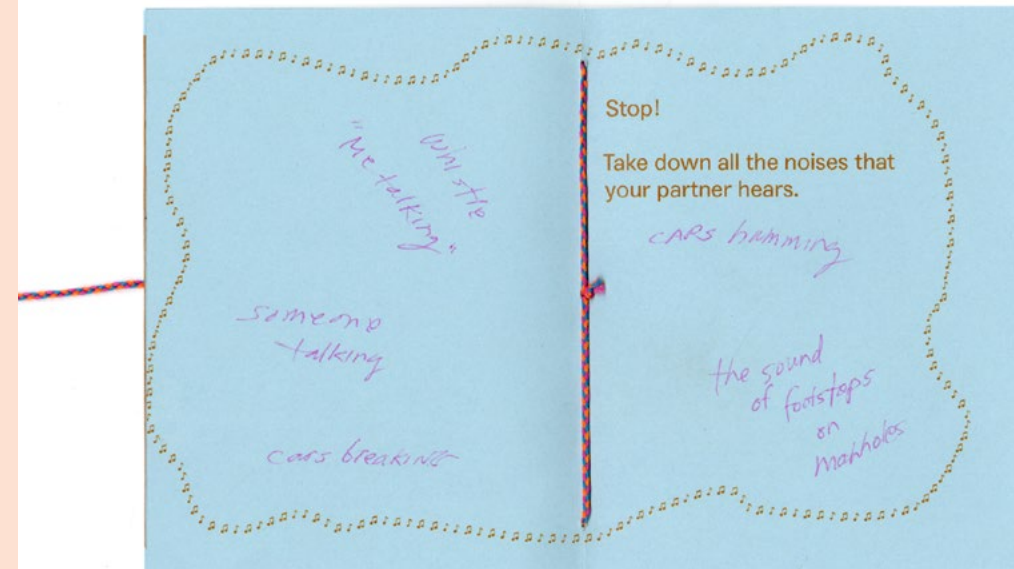 whistle
"Me talking"
someone
talking
cars breaking
Stop!
Take down all the noises that
your partner hears.
CARS humming
the sound
of footsteps
on
manholes